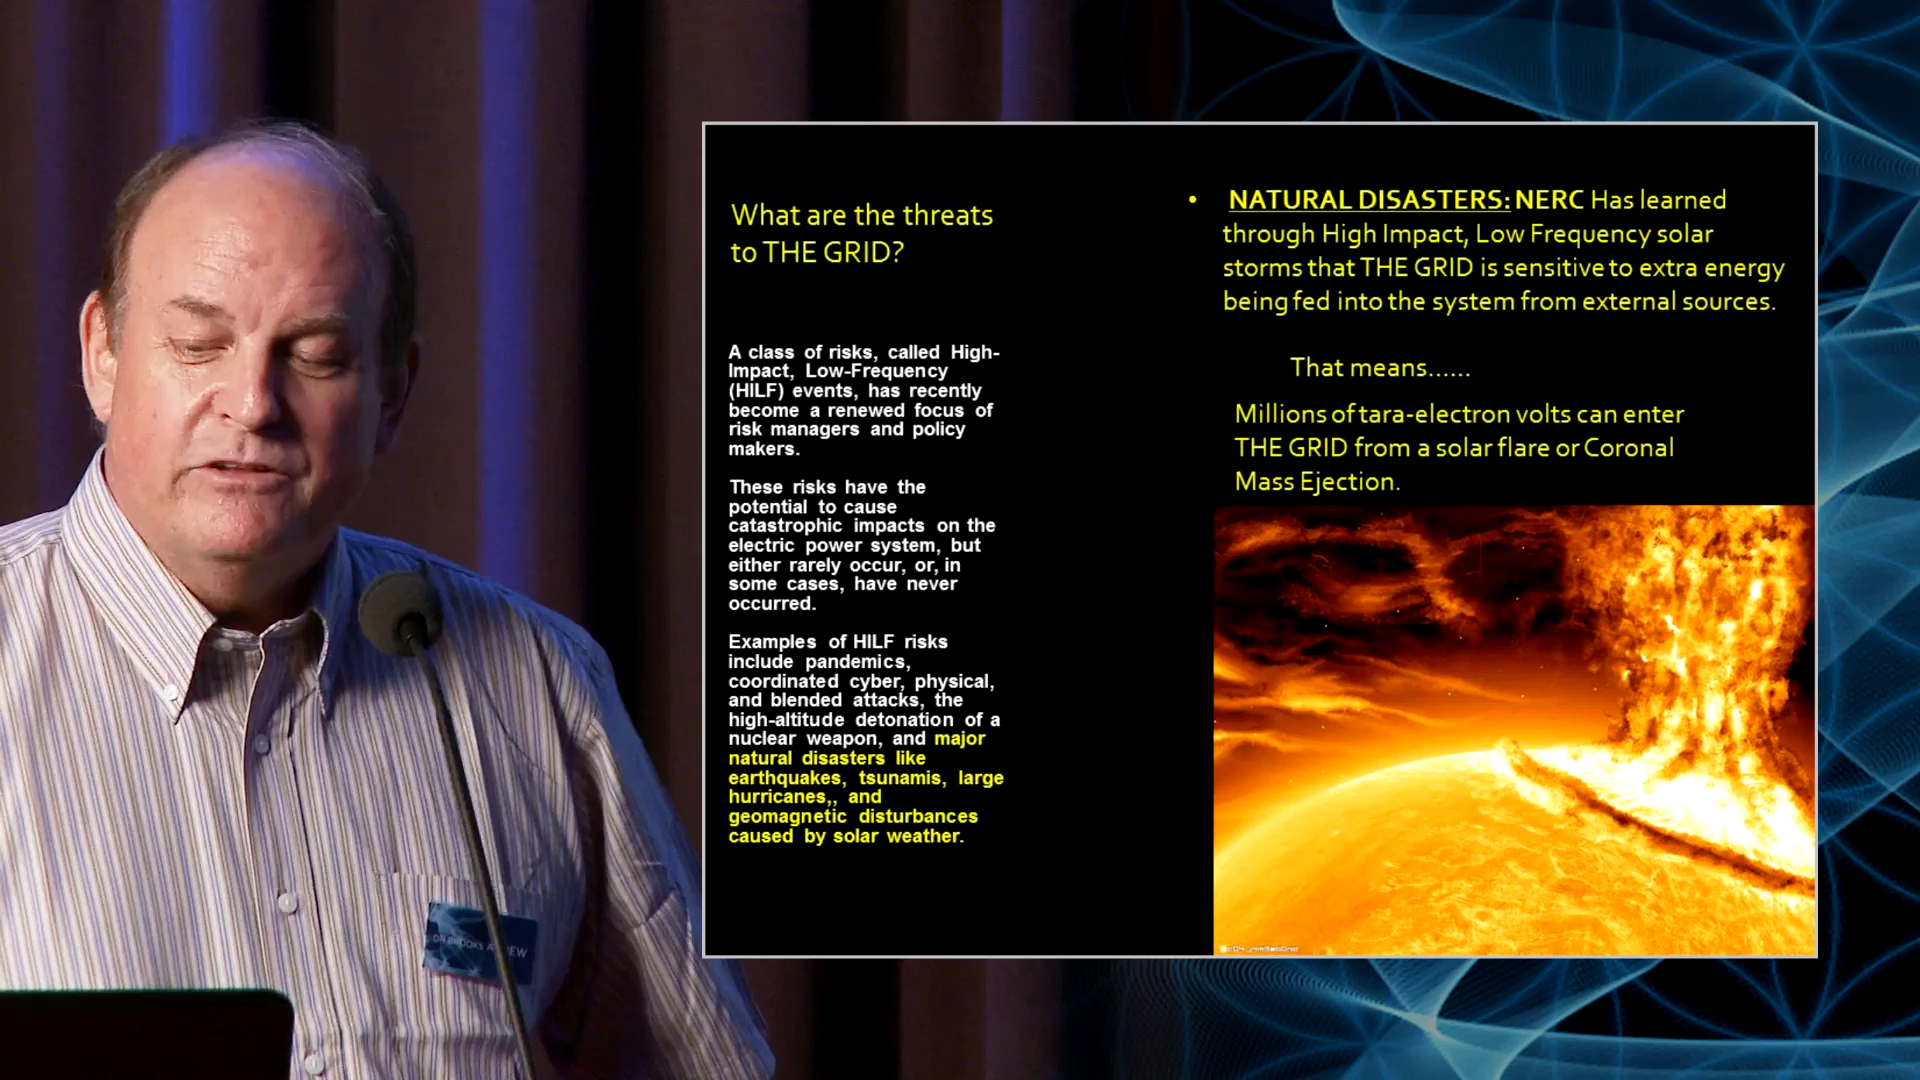 What are the threats
to THE GRID?
A class of risks, called High-
Impact, Low-Frequency
(HILF) events, has recently
become a renewed focus of
risk managers and policy
makers.
These risks have the
potential to cause
catastrophic impacts on the
electric power system, but
either rarely occur, or, in
some cases, have never
occurred.
Examples of HILF risks
include pandemics,
coordinated cyber, physical,
and blended attacks, the
high-altitude detonation of a
nuclear weapon, and major
natural disasters like
earthquakes, tsunamis, large
hurricanes,, and
geomagnetic disturbances
caused by solar weather.
• NATURAL DISASTERS: NERC Has learned
through High Impact, Low Frequency solar
storms that THE GRID is sensitive to extra energy
being fed into the system from external sources.
That means......
Millions of tara-electron volts can enter
THE GRID from a solar flare or Coronal
Mass Ejection.
BROOKS